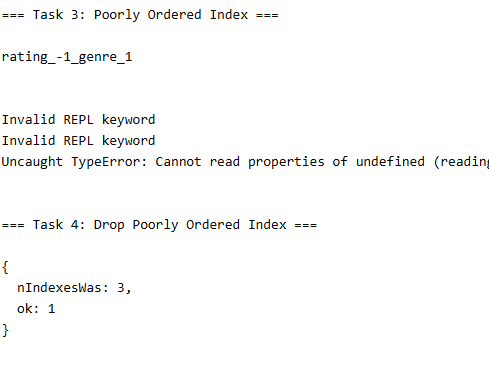 === Task 3: Poorly Ordered Index ===
rating_-1_genre_1
Invalid REPL keyword
Invalid REPL keyword
Uncaught TypeError: Cannot read properties of undefined (reading
=== Task 4: Drop Poorly Ordered Index ===
{
  nIndexesWas: 3,
  ok: 1
}